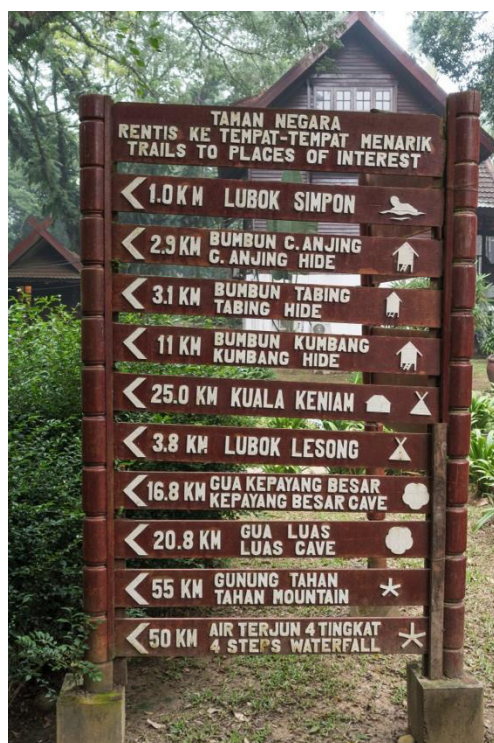 TAMAN NEGARA
RENTIS KE TEMPAT-TEMPAT MENARIK
TRAILS TO PLACES OF INTEREST
1.0 KM LUBOK SIMPON
2.9 KM BUMBUN C.ANJING
C.ANJING HIDE
3.1 KM BUMBUN TABING
TABING HIDE
11 KM BUMBUN KUMBANG
KUMBANG HIDE
25.0 KM KUALA KENIAM
3.8 KM LUBOK LESONG
16.8 KM GUA KEPAYANG BESAR
KEPAYANG BESAR CAVE
20.8 KM GUA LUAS
LUAS CAVE
55 KM GUNUNG TAHAN
TAHAN MOUNTAIN
50 KM AIR TERJUN 4 TINGKAT
4 STEPS WATERFALL